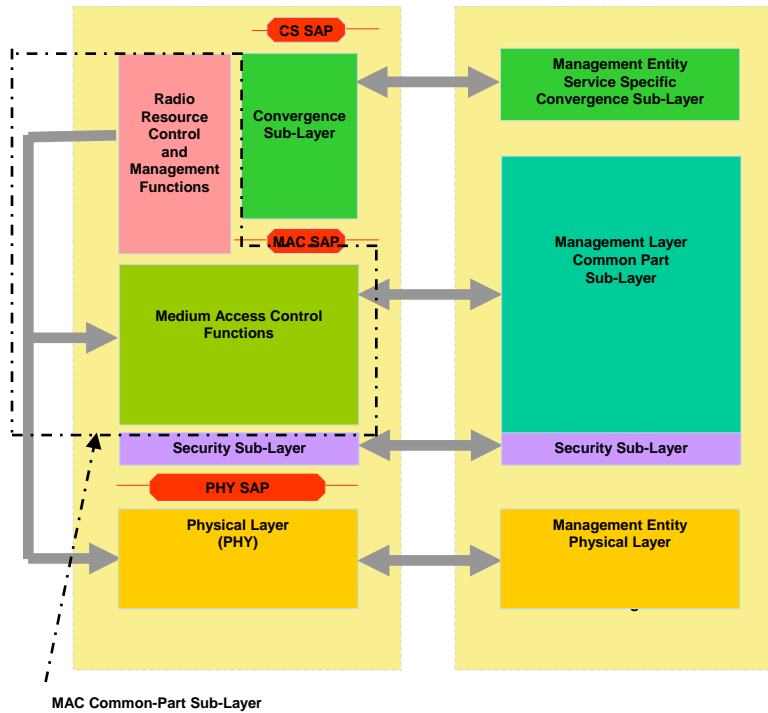 CS SAP
Radio
Resource
Control
and
Management
Functions
Convergence
Sub-Layer
Management Entity
Service Specific
Convergence Sub-Layer
MAC SAP
Management Layer
Common Part
Sub-Layer
Medium Access Control
Functions
Security Sub-Layer
Security Sub-Layer
PHY SAP
Physical Layer
(PHY)
Management Entity
Physical Layer
MAC Common-Part Sub-Layer